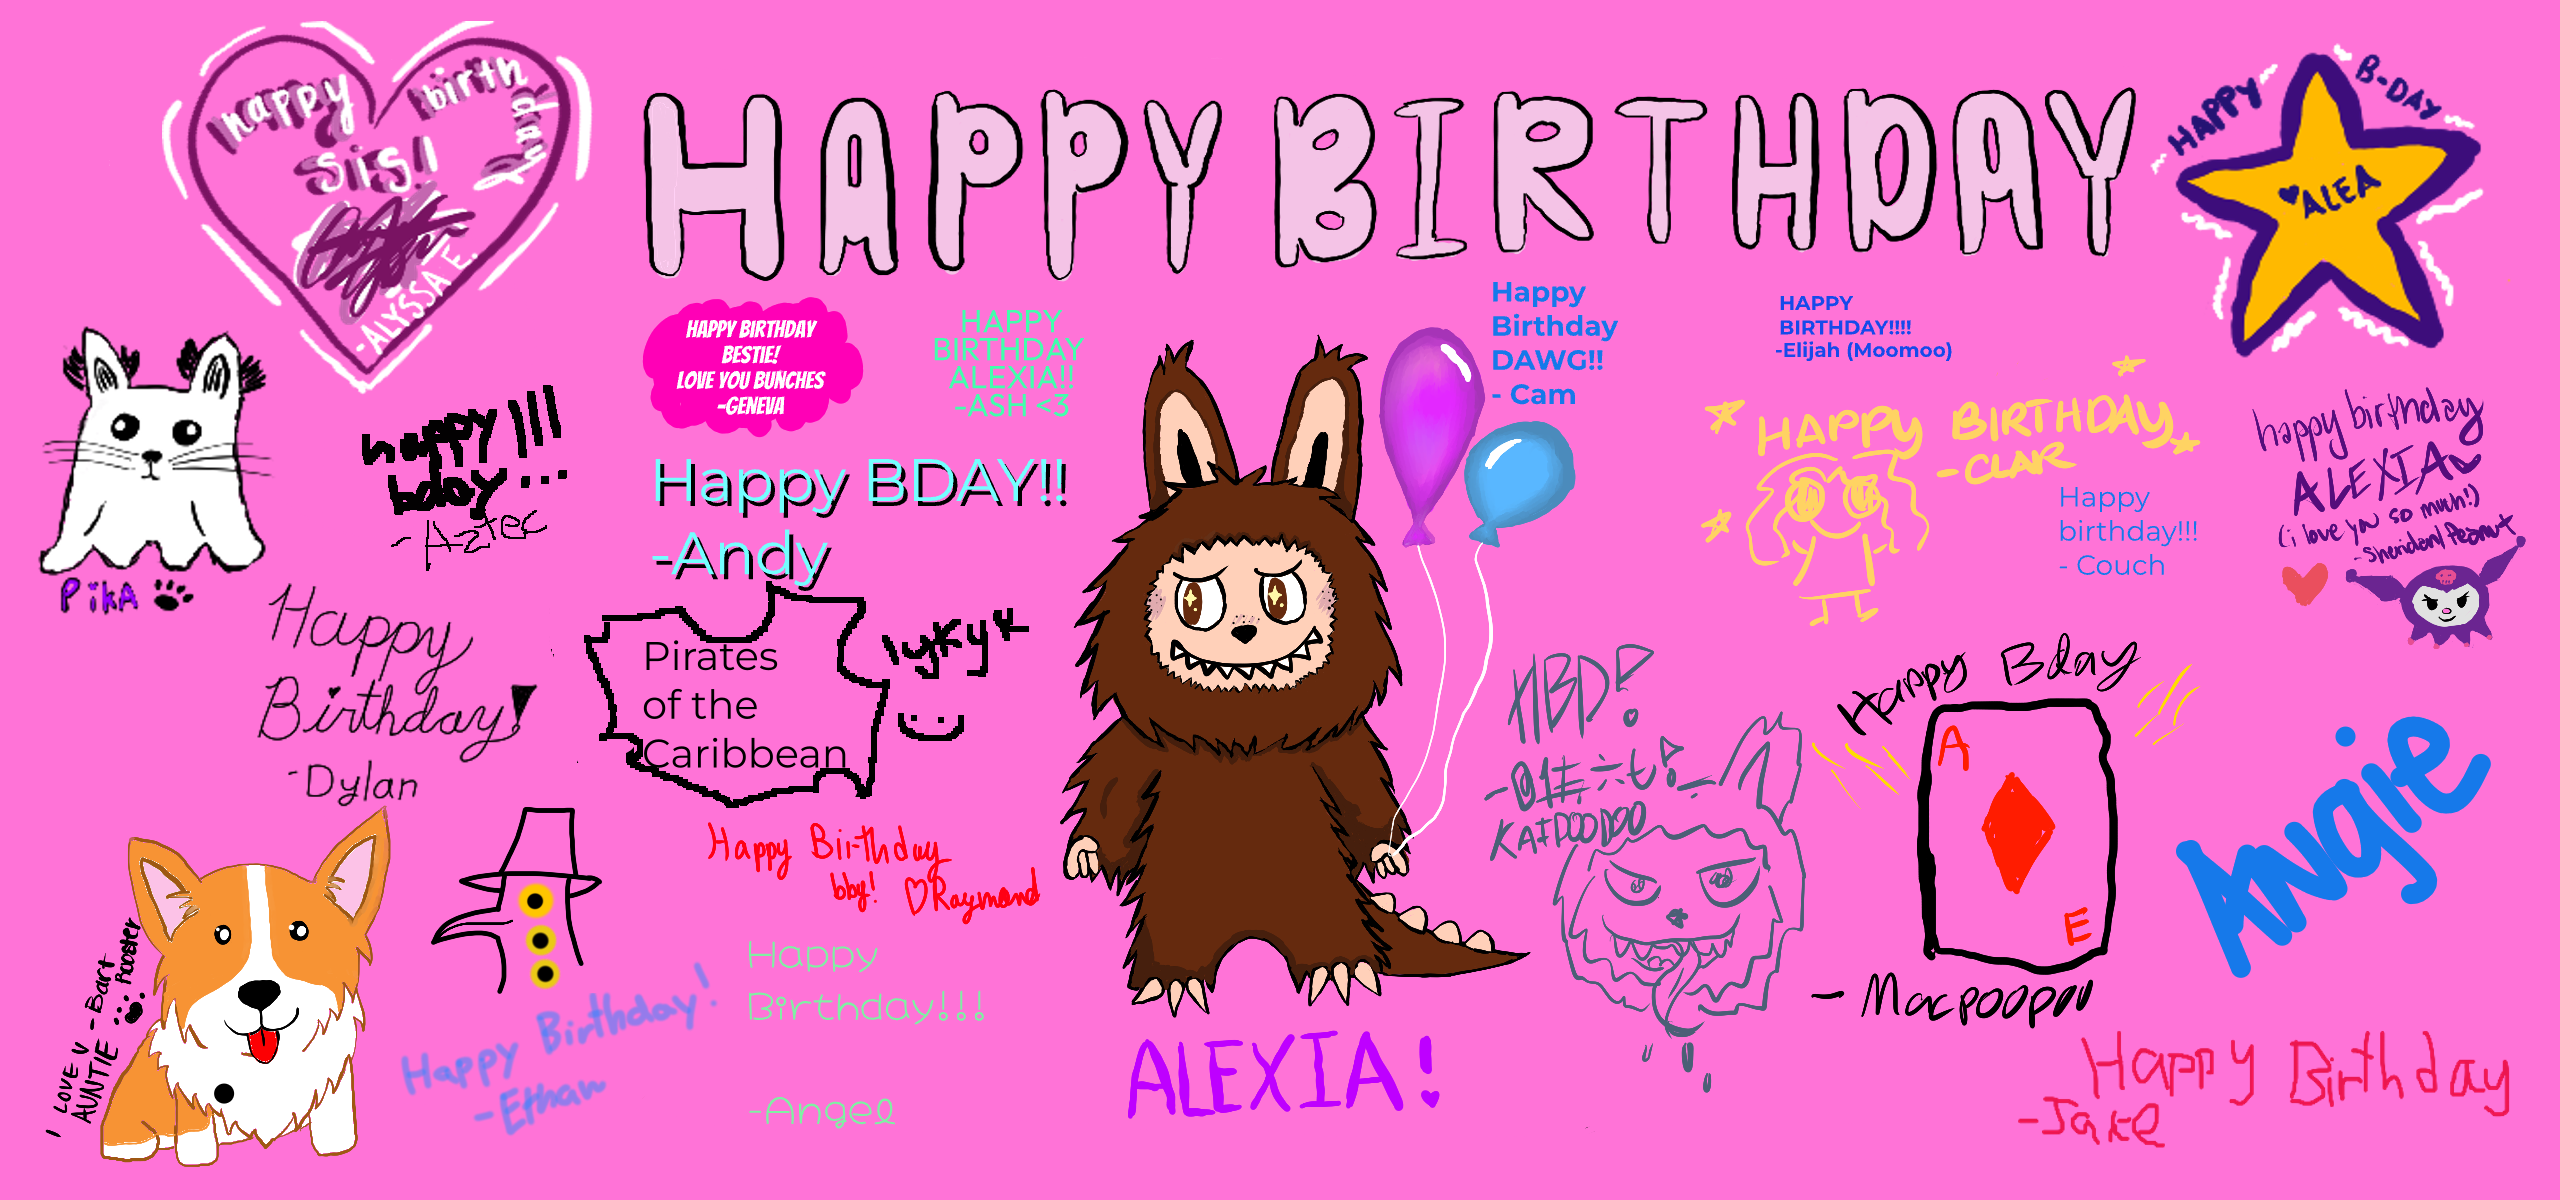 happy birthday
sis!
-ALYSSA E.
HAPPY BIRTHDAY
HAPPY B-DAY
♥ALEA
HAPPY BIRTHDAY
BESTIE!
LOVE YOU BUNCHES
-GENEVA
HAPPY
BIRTHDAY
ALEXIA!!
-ASH <3
Happy
Birthday
DAWG!!
- Cam
HAPPY
BIRTHDAY!!!!
-Elijah (Moomoo)
PikA
happy!!!
bday...
-Aztec
Happy BDAY!!
-Andy
HAPPY BIRTHDAY
-CLAR
Happy
birthday!!!
- Couch
happy birthday
ALEXIA
(i love you so much!)
-Sheriden/Peanut
Happy
Birthday!
-Dylan
Pirates
of the
Caribbean
iykyk
HBD!
KAIDOODOO
Happy Bday
A
E
-Macpoopoo
Angie
I LOVE U
AUNTIE
-Bart
Rooster
Happy Birthday
bby!
♡Raymond
Happy Birthday!
-Ethan
Happy
Birthday!!!
-Angel
ALEXIA!
Happy Birthday
-Jake